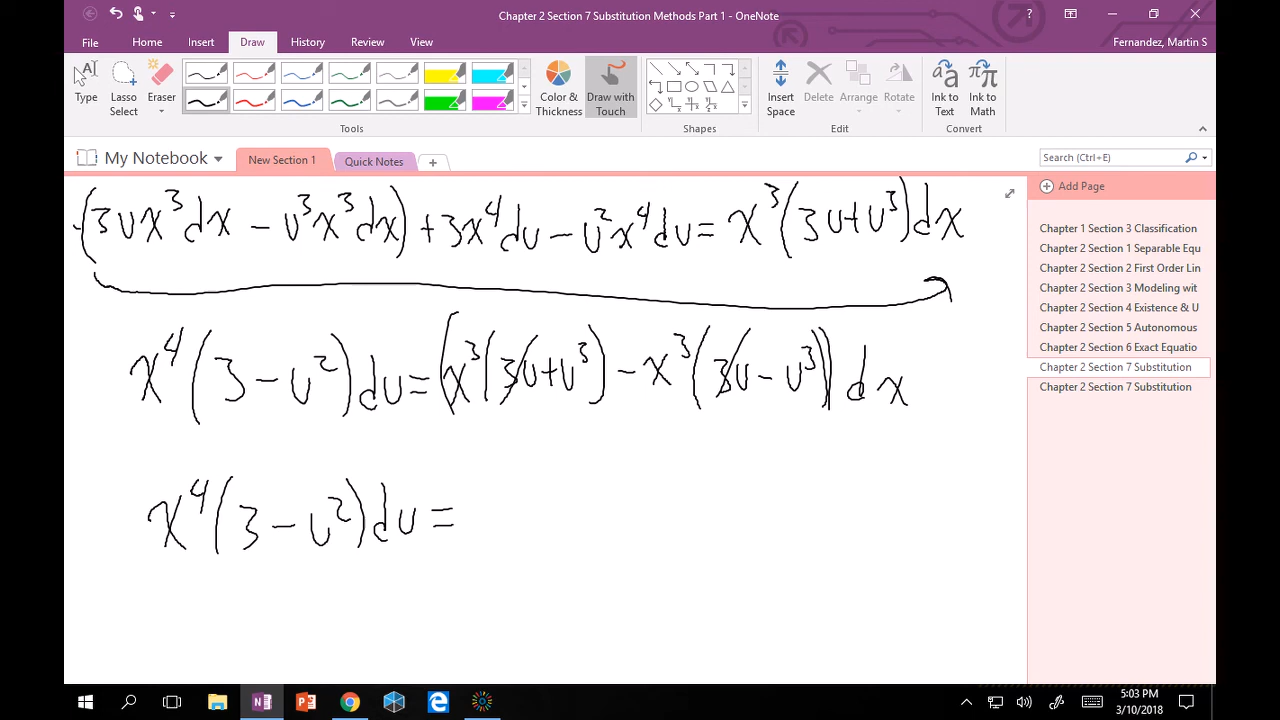 Chapter 2 Section 7 Substitution Methods Part 1 - OneNote
?
File Home Insert Draw History Review View Fernandez, Martin S
Type Lasso Select Eraser Color & Thickness Draw with Touch Insert Space Delete Arrange Rotate Ink to Text Ink to Math
Tools Shapes Edit Convert
My Notebook New Section 1 Quick Notes + Search (Ctrl+E)
Add Page
Chapter 1 Section 3 Classification
Chapter 2 Section 1 Separable Equ
Chapter 2 Section 2 First Order Lin
Chapter 2 Section 3 Modeling wit
Chapter 2 Section 4 Existence & U
Chapter 2 Section 5 Autonomous
Chapter 2 Section 6 Exact Equatio
Chapter 2 Section 7 Substitution
Chapter 2 Section 7 Substitution
(3ux³dx - u³x³dx) + 3x⁴du - u²x⁴du = x³(3u+u³)dx
x⁴(3-u²)du = (x³(3u+u³) - x³(3u-u³))dx
x⁴(3-u²)du =
5:03 PM
3/10/2018